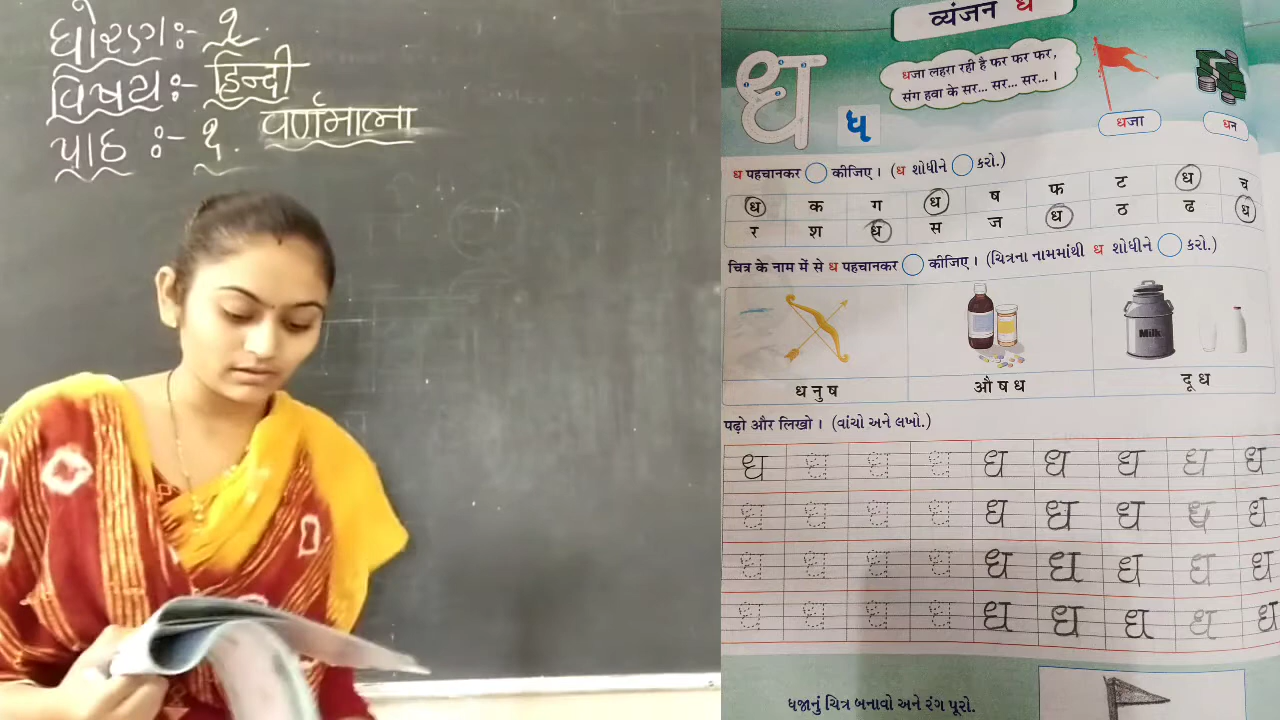 ધોરણ:- ૧.
વિષય:- हिन्दी
પાઠ :- ૧. वर्णमाला
व्यंजन ध
ध
ધ
धजा लहरा रही है फर फर फर,
संग हवा के सर... सर... सर... ।
धजा
धन
ध पहचानकर ◯ कीजिए । (ध શોધીને ◯ કરો.)
ध क ग ध ष फ ट ध च
र श ध स ज ध ठ ढ ध
चित्र के नाम में से ध पहचानकर ◯ कीजिए । (ચિત્રના નામમાંથી ध શોધીને ◯ કરો.)
Milk
ध नु ष
औ ष ध
दू ध
पढ़ो और लिखो । (વાંચો અને લખો.)
ध ध ध ध ध ध ध ध ध
ध ध ध ध ध ध ध ध ध
ध ध ध ध ध ध ध ध ध
ध ध ध ध ध ध ध ध ध
ધજાનું ચિત્ર બનાવો અને રંગ પૂરો.